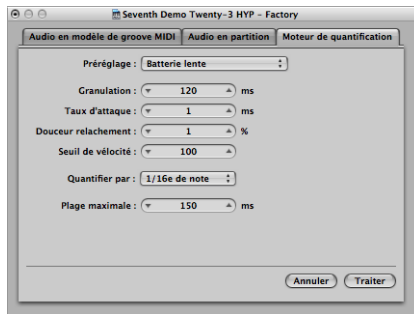 Seventh Demo Twenty-3 HYP – Factory
Audio en modèle de groove MIDI Audio en partition Moteur de quantification
Préréglage : Batterie lente
Granulation : 120 ms
Taux d'attaque : 1 ms
Douceur relachement : 1 %
Seuil de vélocité : 100
Quantifier par : 1/16e de note
Plage maximale : 150 ms
Annuler Traiter